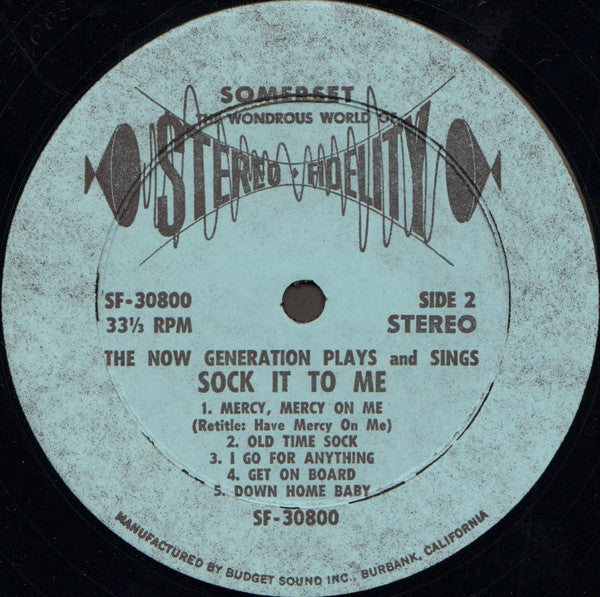 SOMERSET
THE WONDROUS WORLD OF
STEREO • FIDELITY
SF-30800
SIDE 2
33⅓ RPM
STEREO
THE NOW GENERATION PLAYS and SINGS
SOCK IT TO ME
1. MERCY, MERCY ON ME
(Retitle: Have Mercy On Me)
2. OLD TIME SOCK
3. I GO FOR ANYTHING
4. GET ON BOARD
5. DOWN HOME BABY
SF-30800
MANUFACTURED BY BUDGET SOUND INC., BURBANK, CALIFORNIA